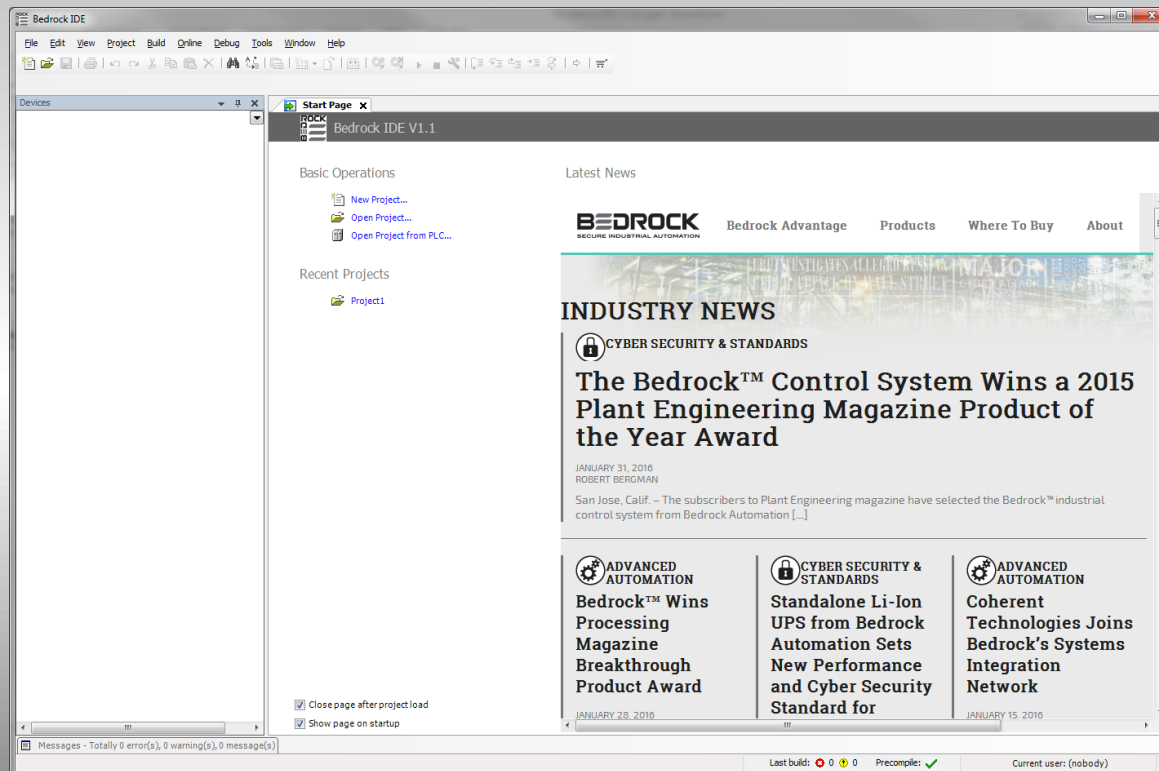 Bedrock IDE
File Edit View Project Build Online Debug Tools Window Help
Devices
Start Page
Bedrock IDE V1.1
Basic Operations
New Project...
Open Project...
Open Project from PLC...
Recent Projects
Project1
Close page after project load
Show page on startup
Latest News
BEDROCK
SECURE INDUSTRIAL AUTOMATION
Bedrock Advantage Products Where To Buy About
MAJOR
INDUSTRY NEWS
CYBER SECURITY & STANDARDS
The Bedrock™ Control System Wins a 2015
Plant Engineering Magazine Product of
the Year Award
JANUARY 31, 2016
ROBERT BERGMAN
San Jose, Calif. – The subscribers to Plant Engineering magazine have selected the Bedrock™ industrial
control system from Bedrock Automation [...]
ADVANCED
AUTOMATION
Bedrock™ Wins
Processing
Magazine
Breakthrough
Product Award
JANUARY 28, 2016
CYBER SECURITY &
STANDARDS
Standalone Li-Ion
UPS from Bedrock
Automation Sets
New Performance
and Cyber Security
Standard for
ADVANCED
AUTOMATION
Coherent
Technologies Joins
Bedrock's Systems
Integration
Network
JANUARY 15, 2016
Messages - Totally 0 error(s), 0 warning(s), 0 message(s)
Last build: 0 0 Precompile: Current user: (nobody)